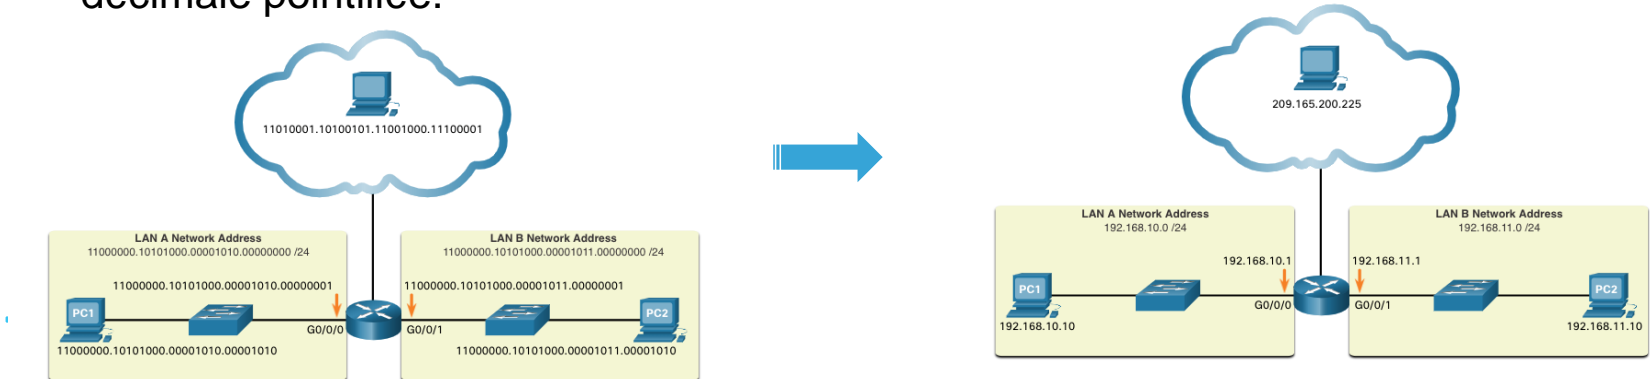 décimale pointillée.
11010001.10100101.11001000.11100001
LAN A Network Address
11000000.10101000.00001010.00000000 /24
LAN B Network Address
11000000.10101000.00001011.00000000 /24
11000000.10101000.00001010.00000001
11000000.10101000.00001011.00000001
PC1
G0/0/0
G0/0/1
PC2
11000000.10101000.00001010.00001010
11000000.10101000.00001011.00001010
209.165.200.225
LAN A Network Address
192.168.10.0 /24
LAN B Network Address
192.168.11.0 /24
192.168.10.1
192.168.11.1
PC1
G0/0/0
G0/0/1
PC2
192.168.10.10
192.168.11.10